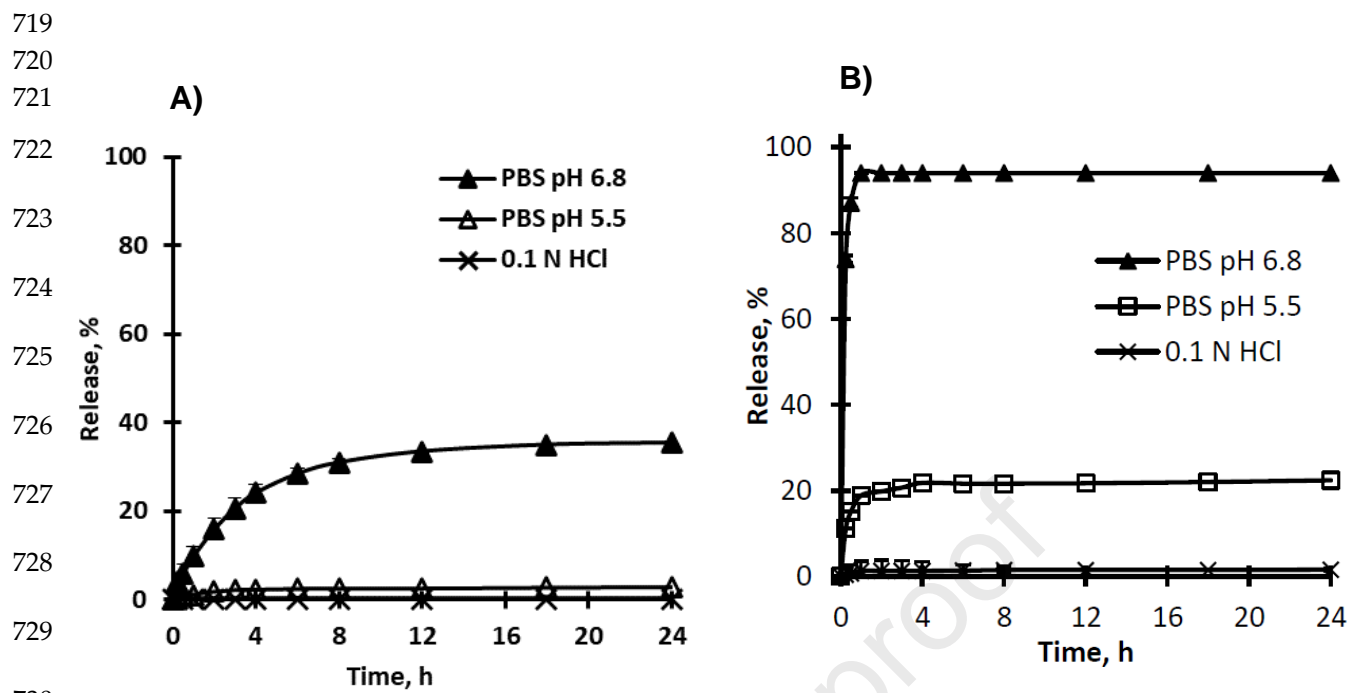 719
720
721
722
723
724
725
726
727
728
729
A)
100
80
60
40
20
0
Release, %
PBS pH 6.8
PBS pH 5.5
0.1 N HCl
0 4 8 12 16 20 24
Time, h
B)
100
80
60
40
20
0
Release, %
PBS pH 6.8
PBS pH 5.5
0.1 N HCl
0 4 8 12 16 20 24
Time, h
proof